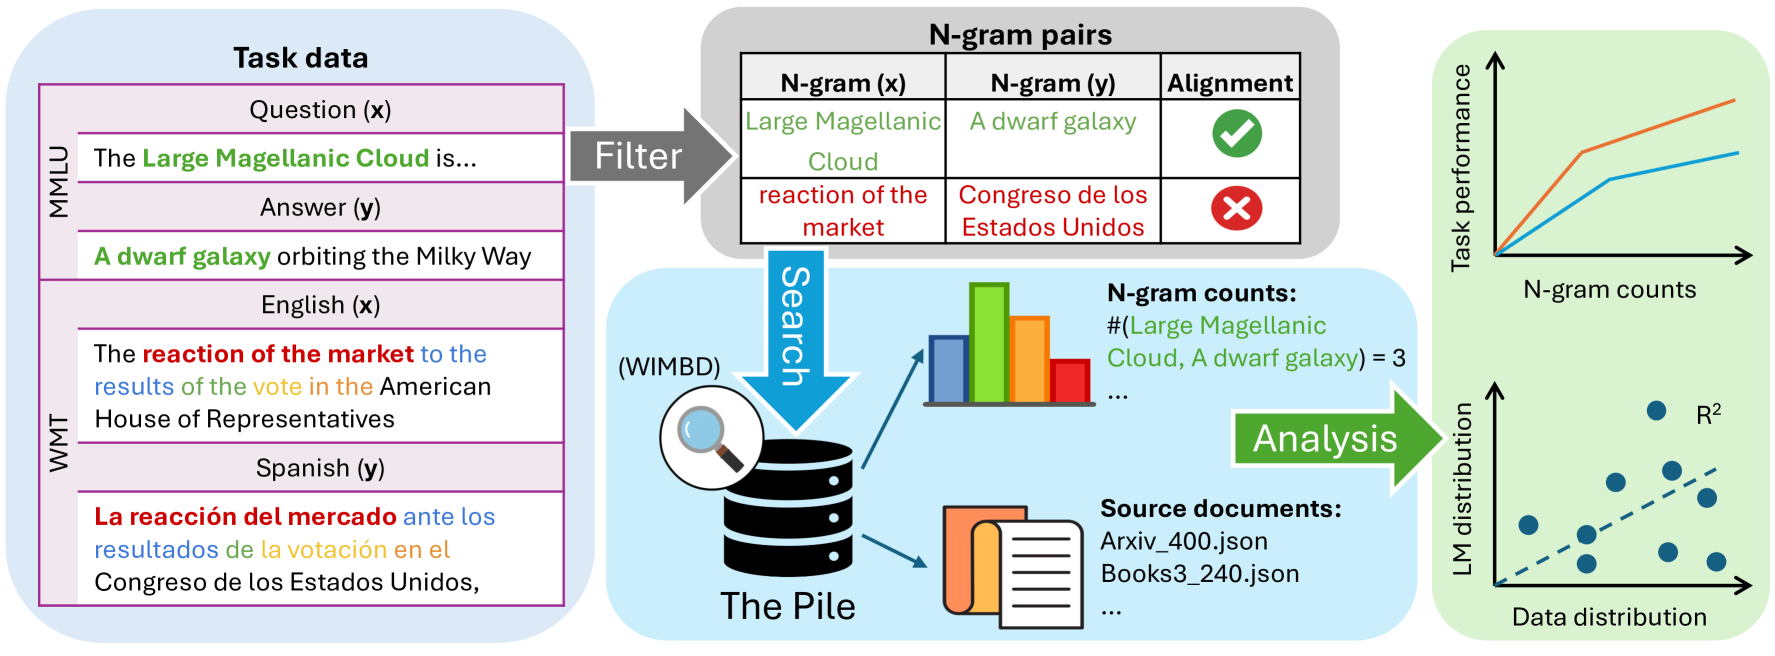 Task data
MMLU
Question (x)
The Large Magellanic Cloud is...
Answer (y)
A dwarf galaxy orbiting the Milky Way
WMT
English (x)
The reaction of the market to the
results of the vote in the American
House of Representatives
Spanish (y)
La reacción del mercado ante los
resultados de la votación en el
Congreso de los Estados Unidos,
Filter
N-gram pairs
N-gram (x) N-gram (y) Alignment
Large Magellanic A dwarf galaxy
Cloud
reaction of the Congreso de los
market Estados Unidos
Search
(WIMBD)
The Pile
N-gram counts:
#(Large Magellanic
Cloud, A dwarf galaxy) = 3
...
Source documents:
Arxiv_400.json
Books3_240.json
...
Analysis
Task performance
N-gram counts
LM distribution
R²
Data distribution